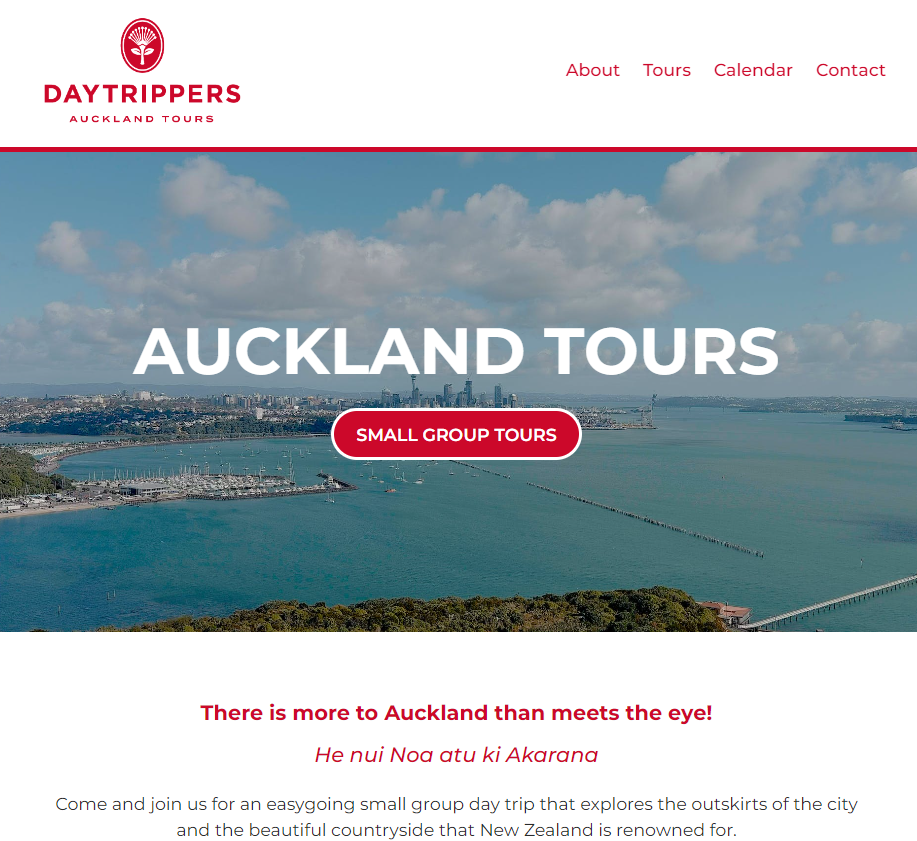 DAYTRIPPERS
AUCKLAND TOURS
About Tours Calendar Contact
AUCKLAND TOURS
SMALL GROUP TOURS
There is more to Auckland than meets the eye!
He nui Noa atu ki Akarana
Come and join us for an easygoing small group day trip that explores the outskirts of the city
and the beautiful countryside that New Zealand is renowned for.